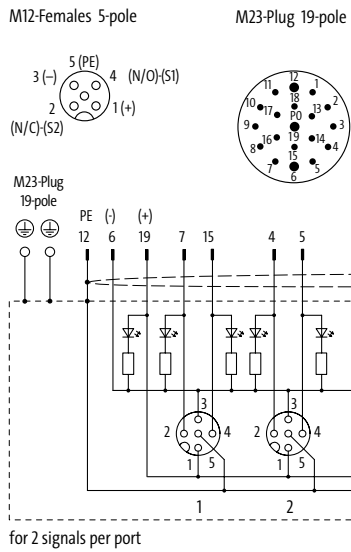 M12-Females 5-pole
M23-Plug 19-pole
5 (PE)
3 (–)
4 (N/O)-(S1)
2
1 (+)
(N/C)-(S2)
12
11
1
18
10
2
17
P0
13
9
3
16
19
14
8
4
15
7
5
6
M23-Plug
19-pole
PE (-) (+)
12 6 19 7 15 4 5
3 3
2 4 2 4
1 5 1 5
1 2
for 2 signals per port